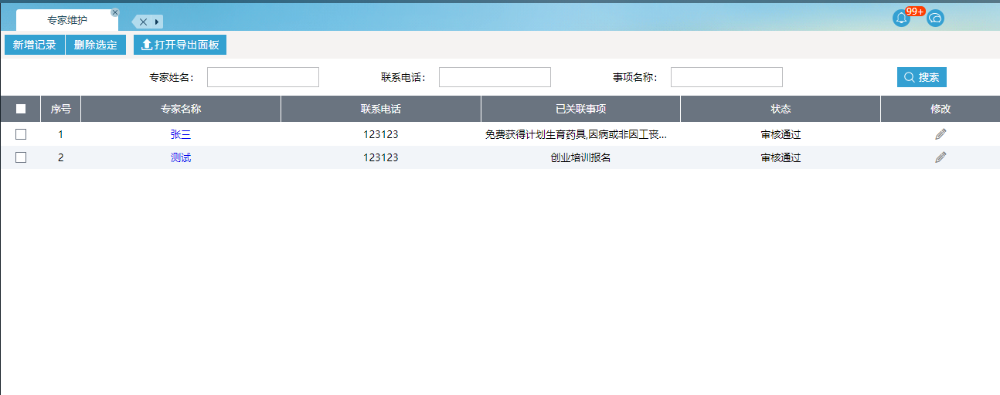 专家维护
99+
新增记录 删除选定 打开导出面板
专家姓名： 联系电话： 事项名称： 搜索
序号 专家名称 联系电话 已关联事项 状态 修改
1 张三 123123 免费获得计划生育药具,因病或非因工丧... 审核通过
2 测试 123123 创业培训报名 审核通过